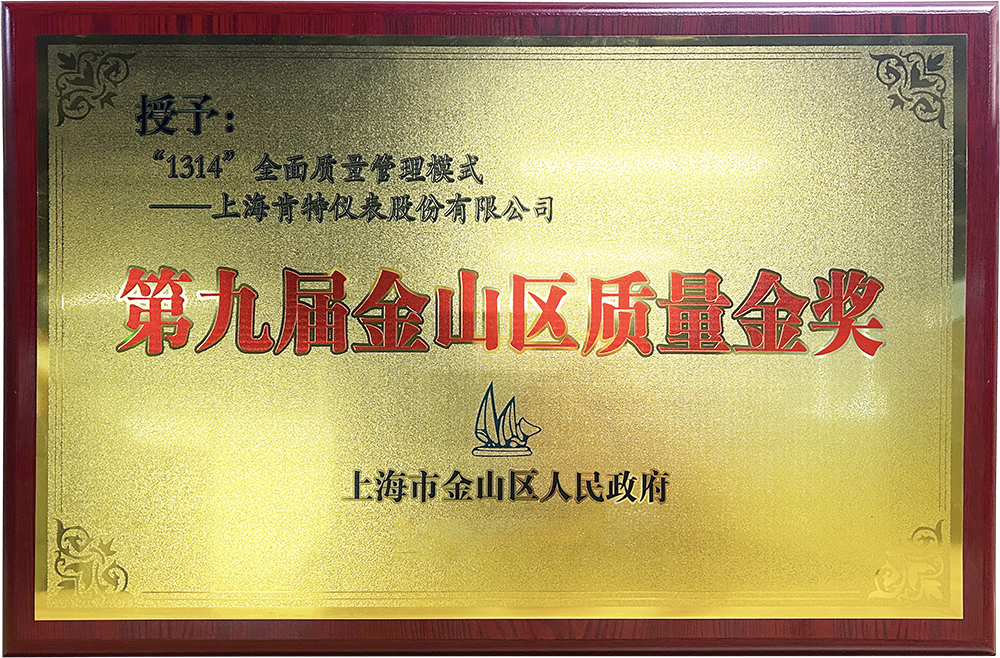 授予：
“1314” 全面质量管理模式
——上海肯特仪表股份有限公司
第九届金山区质量金奖
上海市金山区人民政府